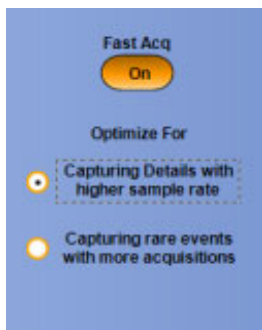 Fast Acq
On
Optimize For
Capturing Details with
higher sample rate
Capturing rare events
with more acquisitions